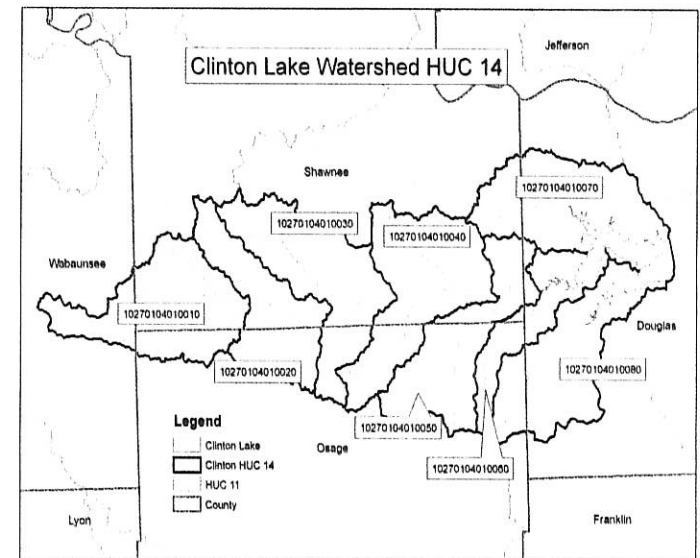 Jefferson
Clinton Lake Watershed HUC 14
Shawnee
10270104010070
10270104010030
10270104010040
Wabaunsee
10270104010010
Douglas
10270104010020
10270104010080
Legend
Clinton Lake
Clinton HUC 14
HUC 11
County
Osage
10270104010050
10270104010060
Lyon
Franklin